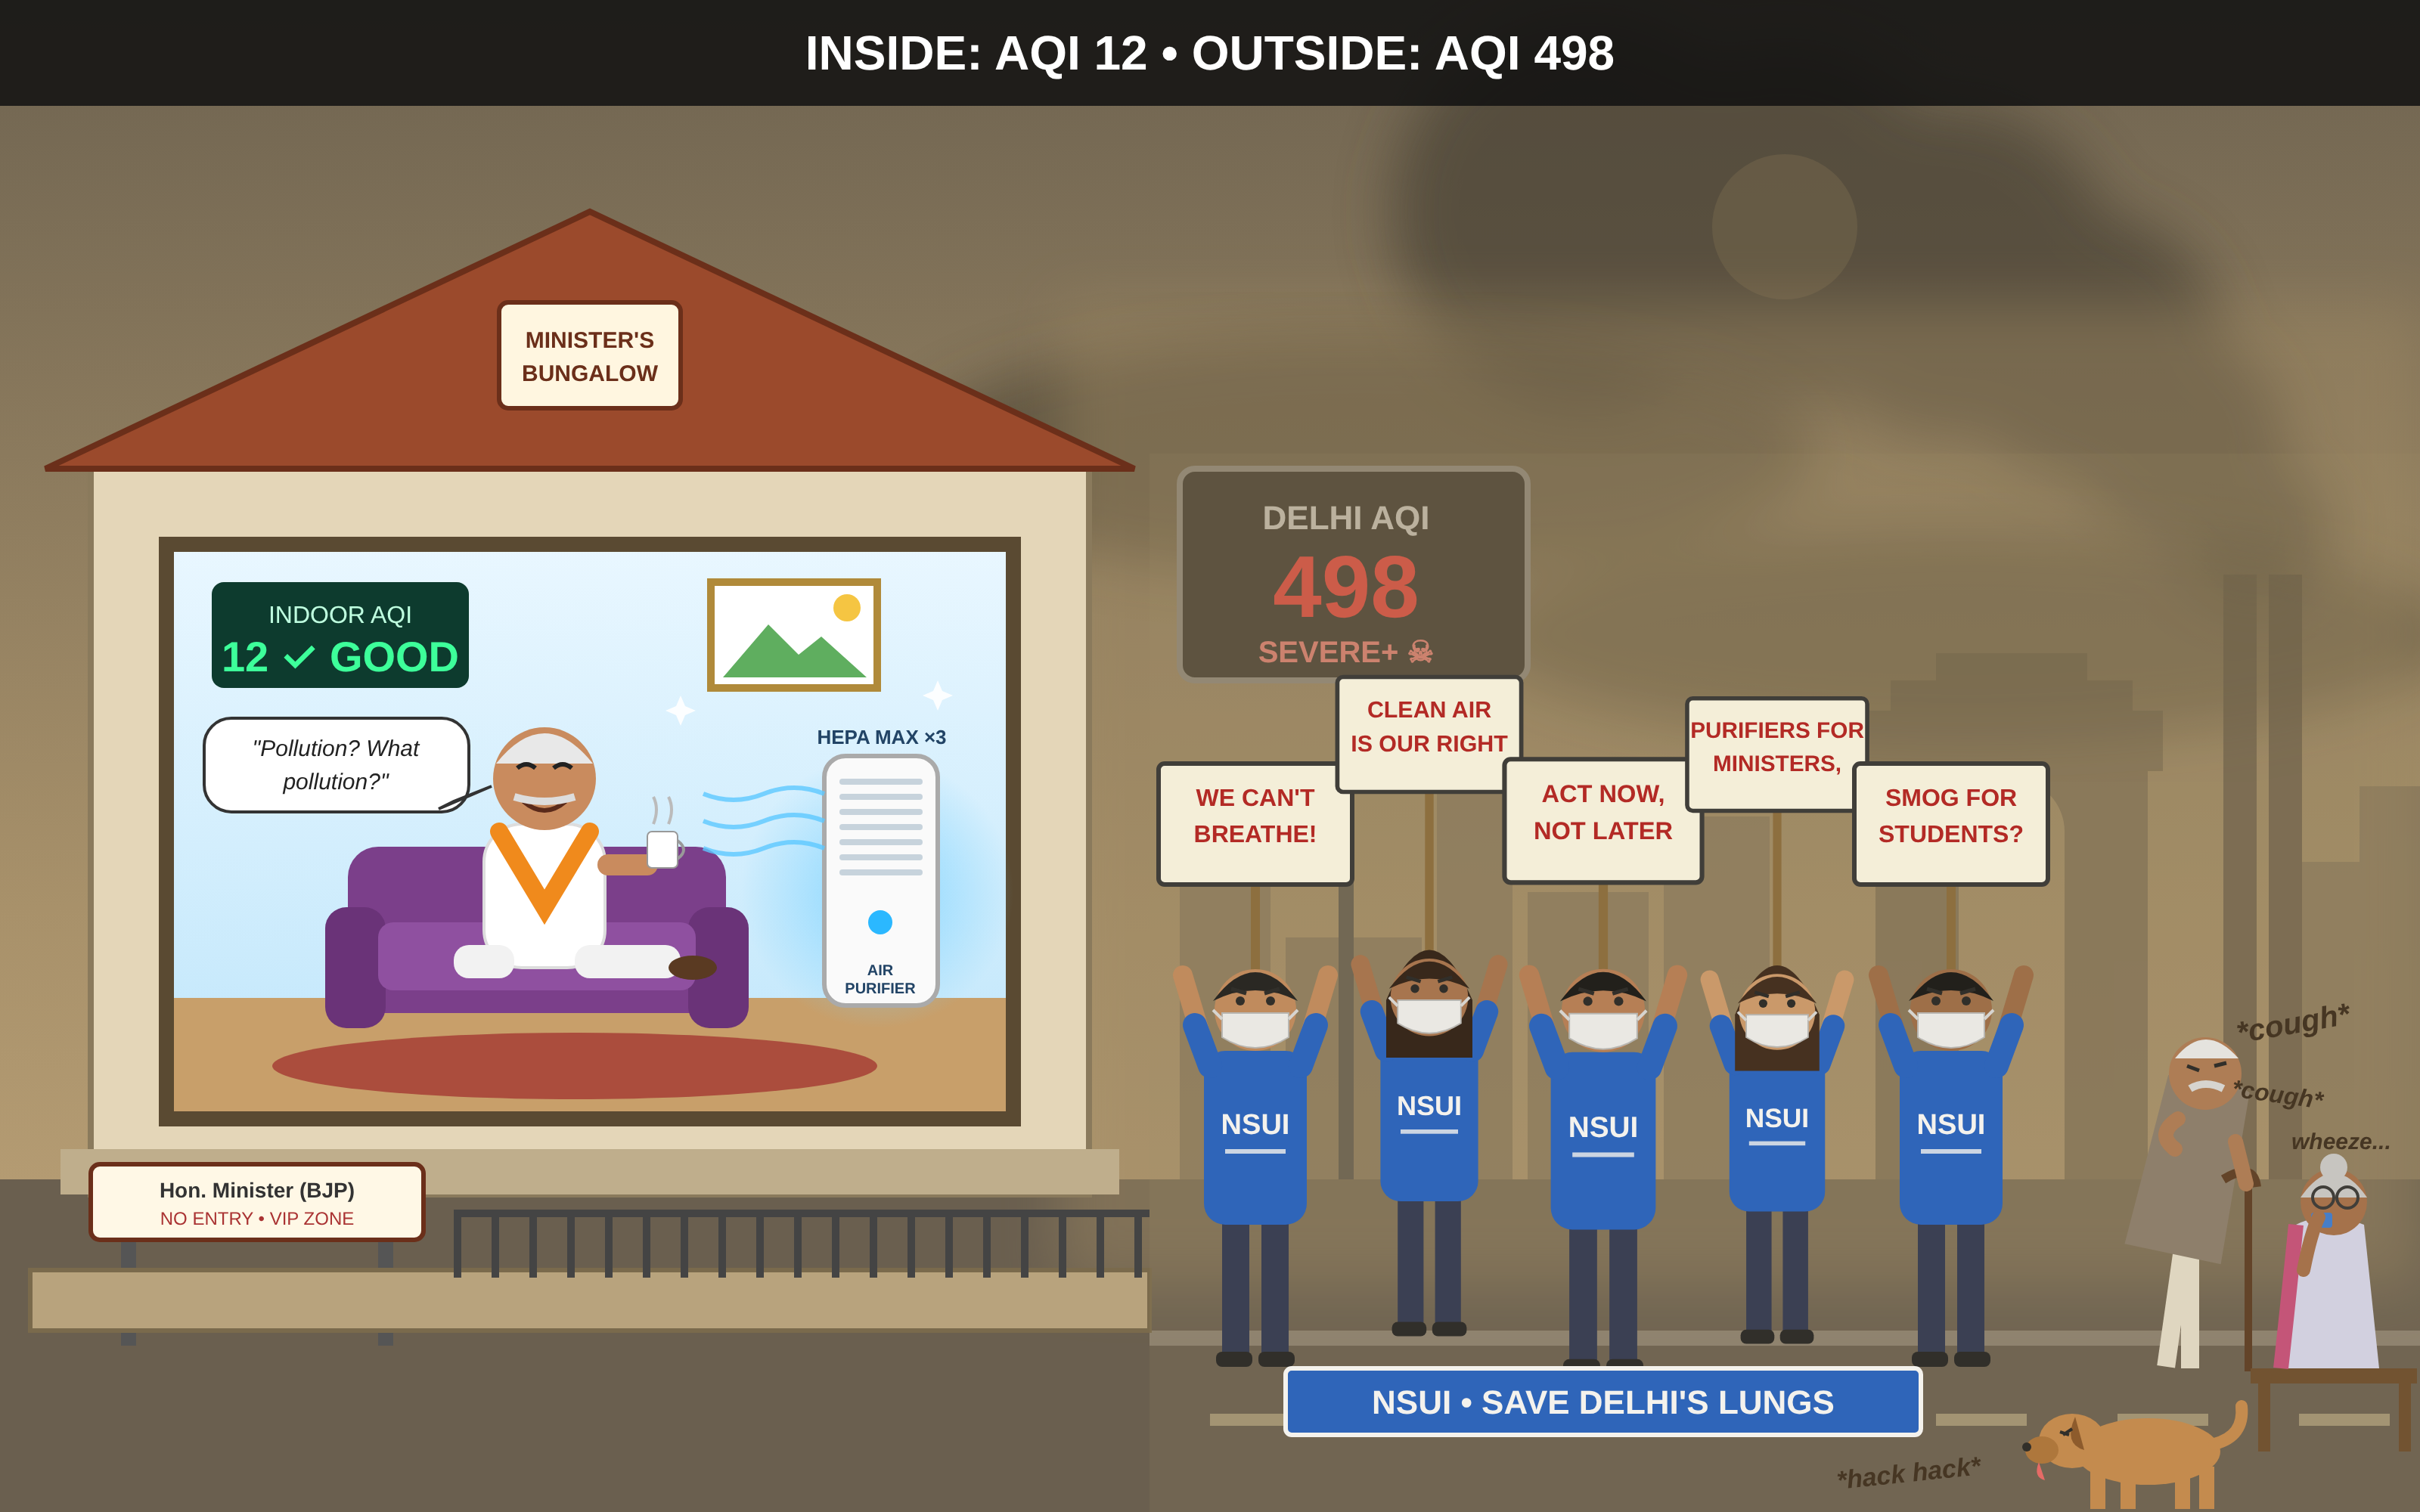 INSIDE: AQI 12 • OUTSIDE: AQI 498
MINISTER'S
BUNGALOW
INDOOR AQI
12 ✓ GOOD
"Pollution? What
pollution?"
HEPA MAX ×3
AIR
PURIFIER
Hon. Minister (BJP)
NO ENTRY • VIP ZONE
DELHI AQI
498
SEVERE+ ☠
WE CAN'T
BREATHE!
CLEAN AIR
IS OUR RIGHT
ACT NOW,
NOT LATER
PURIFIERS FOR
MINISTERS,
SMOG FOR
STUDENTS?
NSUI
NSUI
NSUI
NSUI
NSUI
*cough*
*cough*
wheeze...
NSUI • SAVE DELHI'S LUNGS
*hack hack*